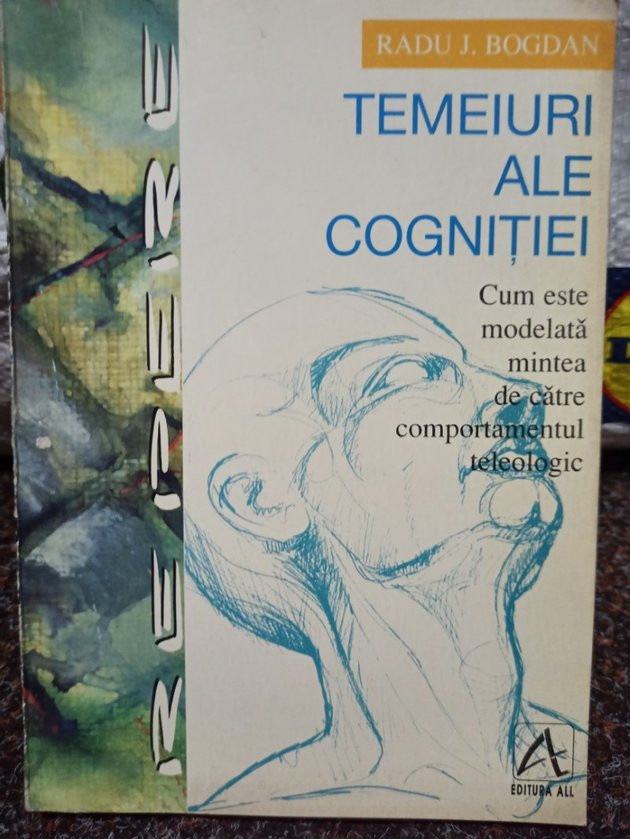 RADU J. BOGDAN
TEMEIURI
ALE
COGNIȚIEI
Cum este
modelată
mintea
de către
comportamentul
teleologic
REPERE
EDITURA ALL